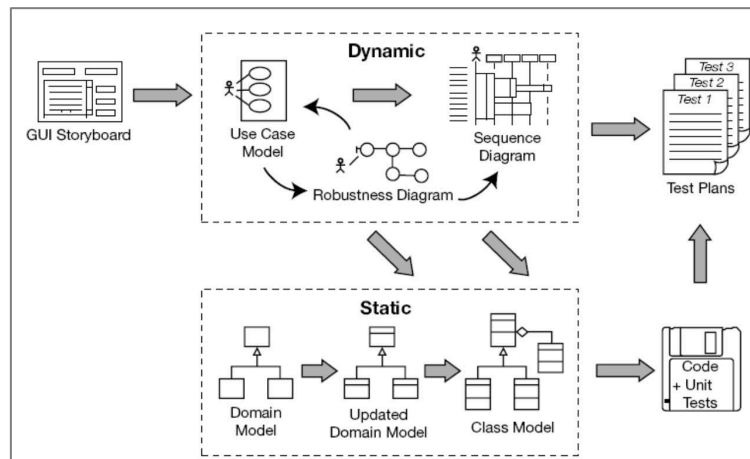 Dynamic
GUI Storyboard
Use Case
Model
Robustness Diagram
Sequence
Diagram
Test 3
Test 2
Test 1
Test Plans
Static
Domain
Model
Updated
Domain Model
Class Model
Code
+ Unit
Tests